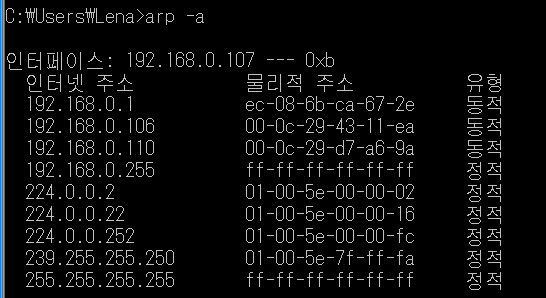 C:\Users\Lena>arp -a
인터페이스: 192.168.0.107 --- 0xb
인터넷 주소 물리적 주소 유형
192.168.0.1 ec-08-6b-ca-67-2e 동적
192.168.0.106 00-0c-29-43-11-ea 동적
192.168.0.110 00-0c-29-d7-a6-9a 동적
192.168.0.255 ff-ff-ff-ff-ff-ff 정적
224.0.0.2 01-00-5e-00-00-02 정적
224.0.0.22 01-00-5e-00-00-16 정적
224.0.0.252 01-00-5e-00-00-fc 정적
239.255.255.250 01-00-5e-7f-ff-fa 정적
255.255.255.255 ff-ff-ff-ff-ff-ff 정적